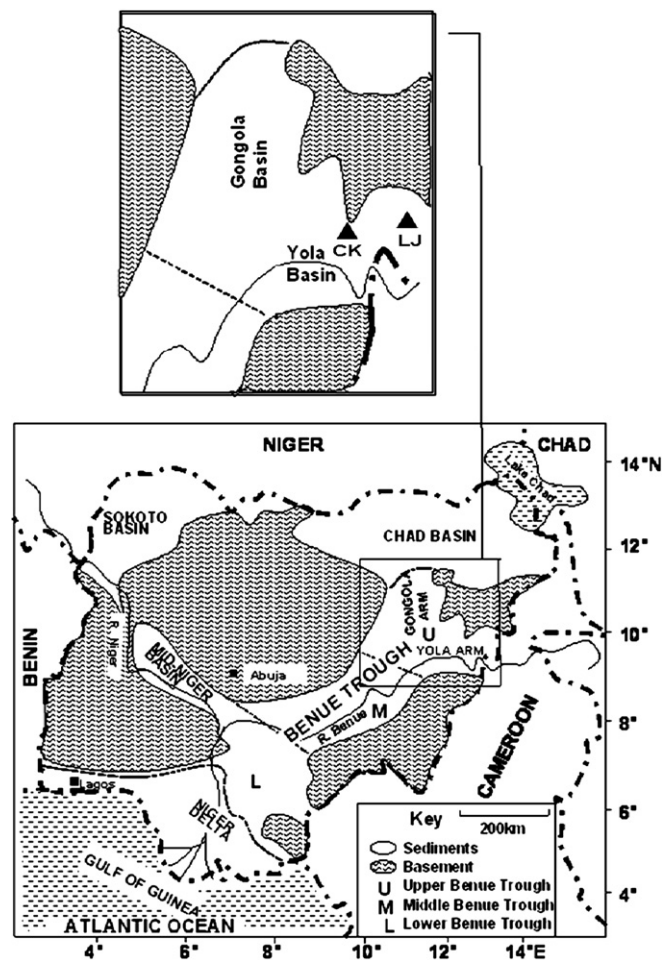 Gongola
Basin
CK
LJ
Yola
Basin
NIGER
CHAD
14°N
Lake Chad
SOKOTO
BASIN
CHAD BASIN
12°
11°
GONGOLA
ARM
R. Niger
U
10°
BENIN
MID-NIGER
BASIN
YOLA ARM
Abuja
BENUE TROUGH
R. Benue
M
8°
CAMEROON
L
Lagos
NIGER
DELTA
6°
Key
200km
Sediments
Basement
U Upper Benue Trough
M Middle Benue Trough
L Lower Benue Trough
4°
GULF OF GUINEA
ATLANTIC OCEAN
4° 6° 8° 10° 12° 14°E